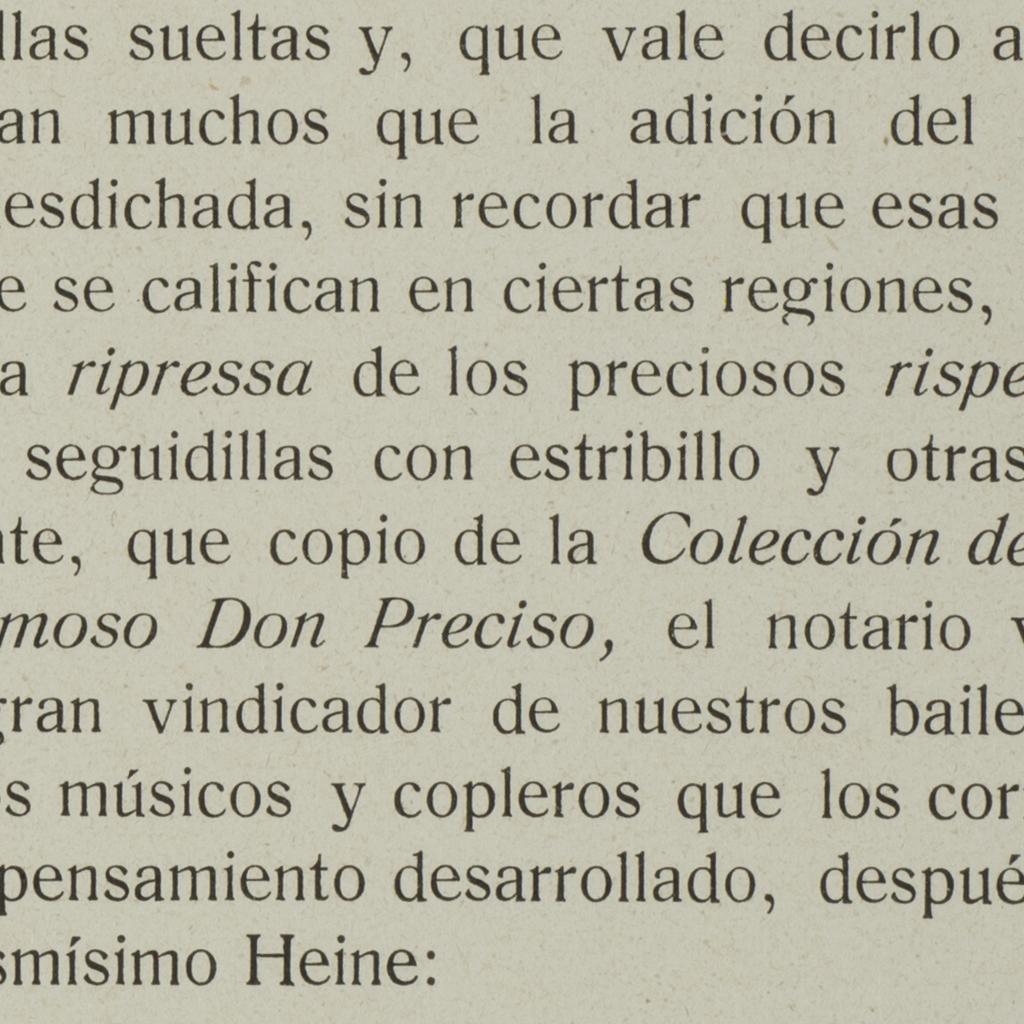 llas sueltas y, que vale decirlo a
an muchos que la adición del
esdichada, sin recordar que esas
e se califican en ciertas regiones,
a ripressa de los preciosos rispe
seguidillas con estribillo y otras
nte, que copio de la Colección de
moso Don Preciso, el notario v
gran vindicador de nuestros baile
os músicos y copleros que los cor
pensamiento desarrollado, despué
smísimo Heine: